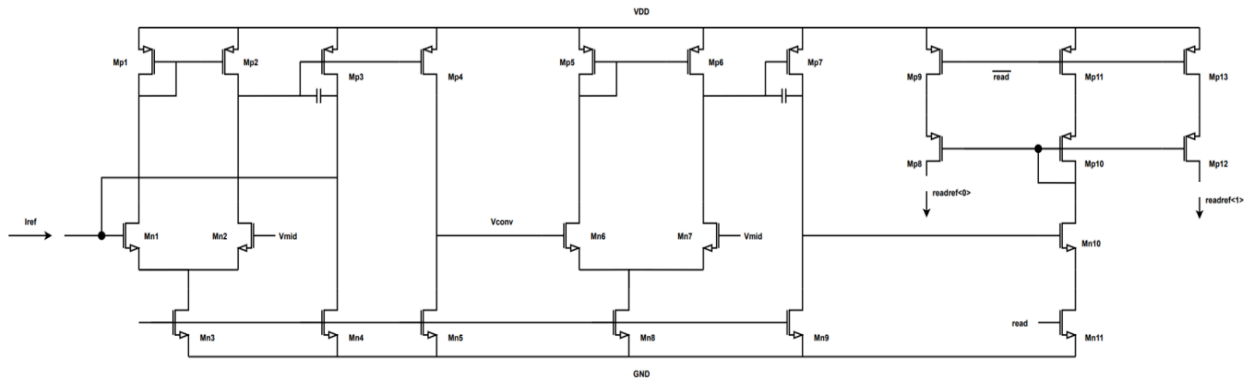 VDD
Mp1
Mp2
Mp3
Mp4
Mp5
Mp6
Mp7
Mp9
read
Mp11
Mp13
Mp8
Mp10
Mp12
readref<0>
readref<1>
Iref
Mn1
Mn2
Vmid
Vconv
Mn6
Mn7
Vmid
Mn10
Mn3
Mn4
Mn5
Mn8
Mn9
read
Mn11
GND